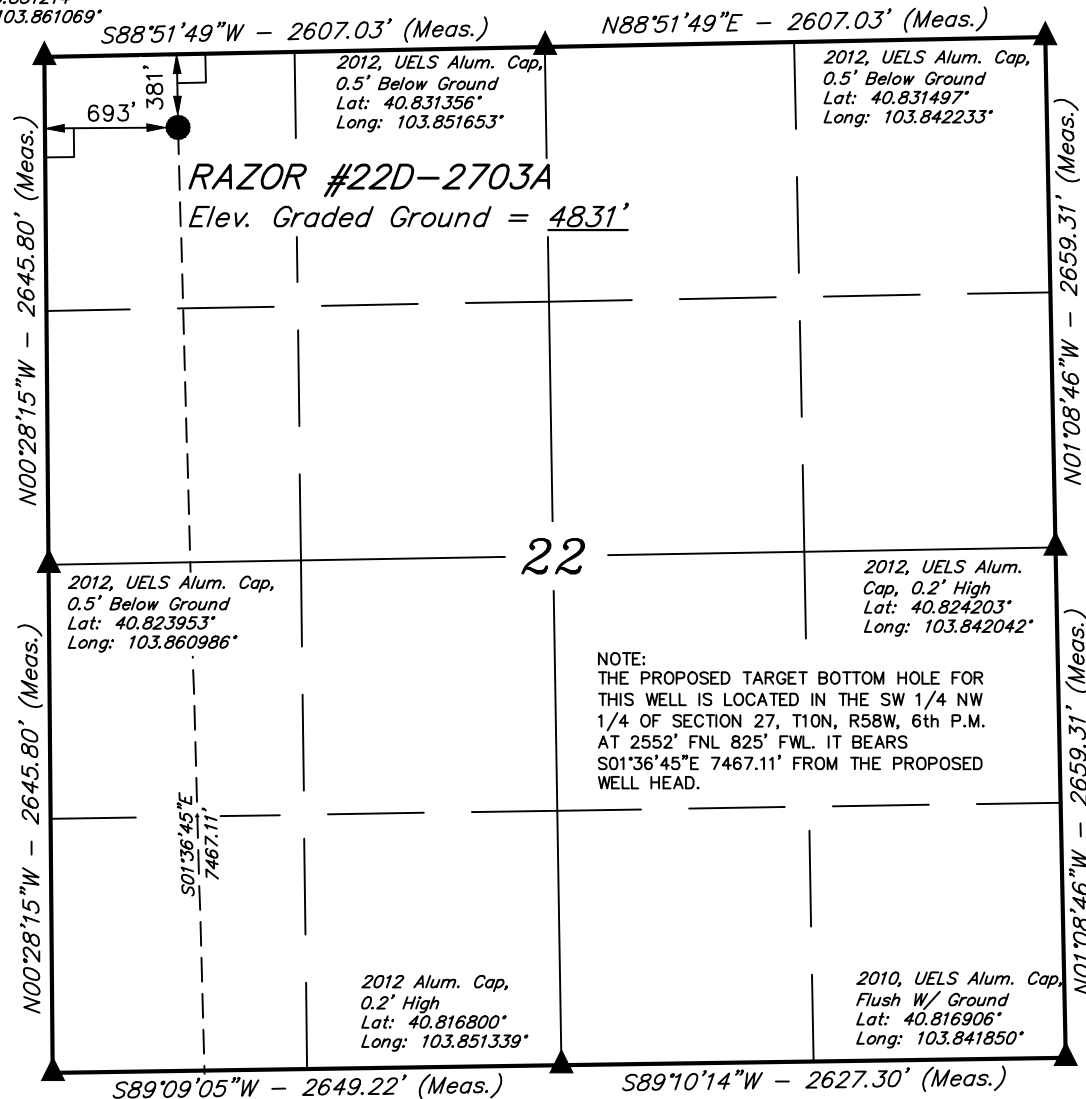 103.861069°
S88°51'49"W - 2607.03' (Meas.)
N88°51'49"E - 2607.03' (Meas.)
2012, UELS Alum. Cap,
0.5' Below Ground
Lat: 40.831356°
Long: 103.851653°
2012, UELS Alum. Cap,
0.5' Below Ground
Lat: 40.831497°
Long: 103.842233°
381'
693'
RAZOR #22D-2703A
Elev. Graded Ground = 4831'
N00°28'15"W - 2645.80' (Meas.)
N01°08'46"W - 2659.31' (Meas.)
22
2012, UELS Alum. Cap,
0.5' Below Ground
Lat: 40.823953°
Long: 103.860986°
2012, UELS Alum.
Cap, 0.2' High
Lat: 40.824203°
Long: 103.842042°
NOTE:
THE PROPOSED TARGET BOTTOM HOLE FOR
THIS WELL IS LOCATED IN THE SW 1/4 NW
1/4 OF SECTION 27, T10N, R58W, 6th P.M.
AT 2552' FNL 825' FWL. IT BEARS
S01°36'45"E 7467.11' FROM THE PROPOSED
WELL HEAD.
N00°28'15"W - 2645.80' (Meas.)
S01°36'45"E
7467.11'
N01°08'46"W - 2659.31' (Meas.)
2012 Alum. Cap,
0.2' High
Lat: 40.816800°
Long: 103.851339°
2010, UELS Alum. Cap,
Flush W/ Ground
Lat: 40.816906°
Long: 103.841850°
S89°09'05"W - 2649.22' (Meas.)
S89°10'14"W - 2627.30' (Meas.)